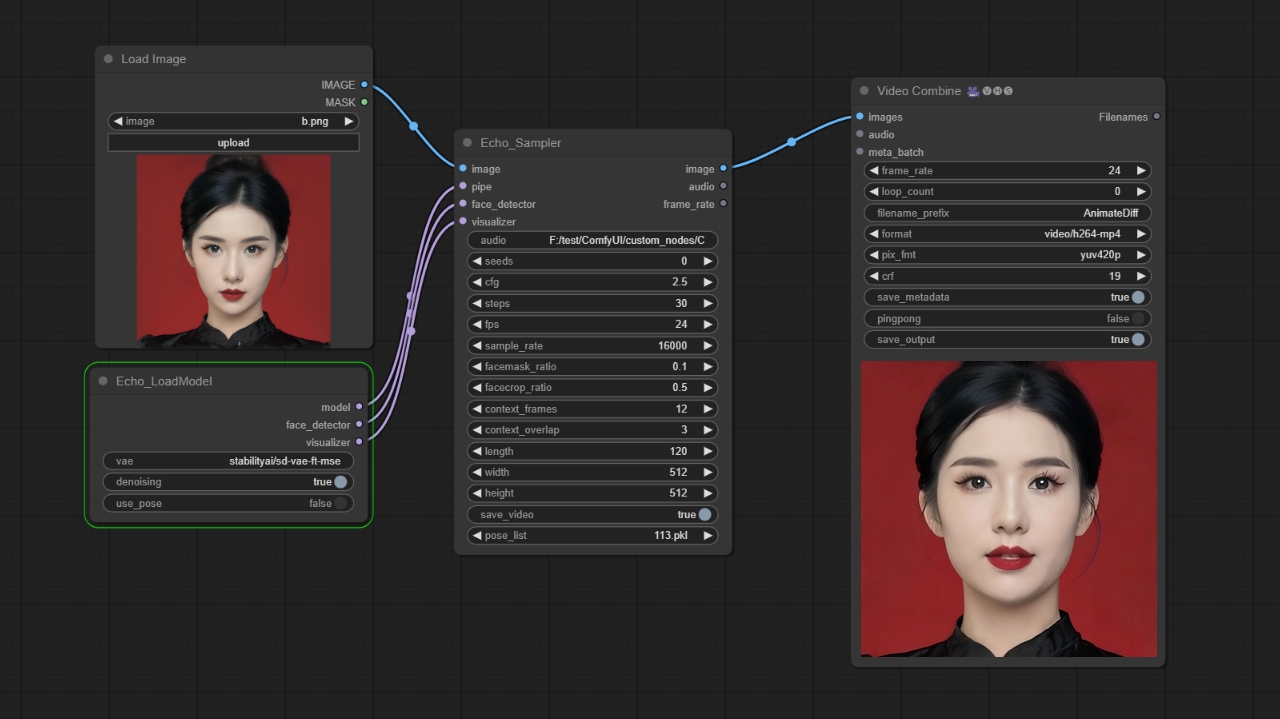 Load Image
IMAGE
MASK
image b.png
upload
Echo_LoadModel
model
face_detector
visualizer
vae stabilityai/sd-vae-ft-mse
denoising true
use_pose false
Echo_Sampler
image image
pipe audio
face_detector frame_rate
visualizer
audio F:/test/ComfyUI/custom_nodes/C
seeds 0
cfg 2.5
steps 30
fps 24
sample_rate 16000
facemask_ratio 0.1
facecrop_ratio 0.5
context_frames 12
context_overlap 3
length 120
width 512
height 512
save_video true
pose_list 113.pkl
Video Combine 🎥🅥🅗🅢
images Filenames
audio
meta_batch
frame_rate 24
loop_count 0
filename_prefix AnimateDiff
format video/h264-mp4
pix_fmt yuv420p
crf 19
save_metadata true
pingpong false
save_output true